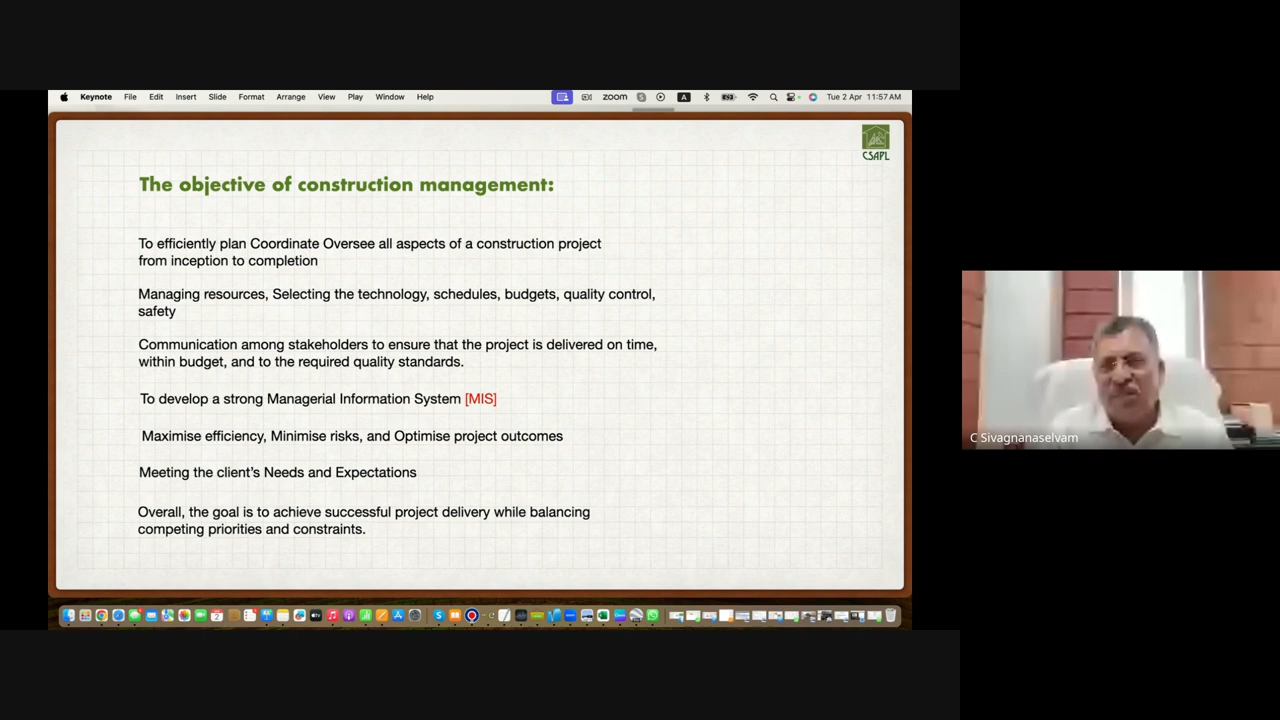 Keynote File Edit Insert Slide Format Arrange View Play Window Help zoom A Tue 2 Apr 11:57 AM
CSAPL
The objective of construction management:
To efficiently plan Coordinate Oversee all aspects of a construction project
from inception to completion
Managing resources, Selecting the technology, schedules, budgets, quality control,
safety
Communication among stakeholders to ensure that the project is delivered on time,
within budget, and to the required quality standards.
To develop a strong Managerial Information System [MIS]
Maximise efficiency, Minimise risks, and Optimise project outcomes
Meeting the client's Needs and Expectations
Overall, the goal is to achieve successful project delivery while balancing
competing priorities and constraints.
C Sivagnanaselvam